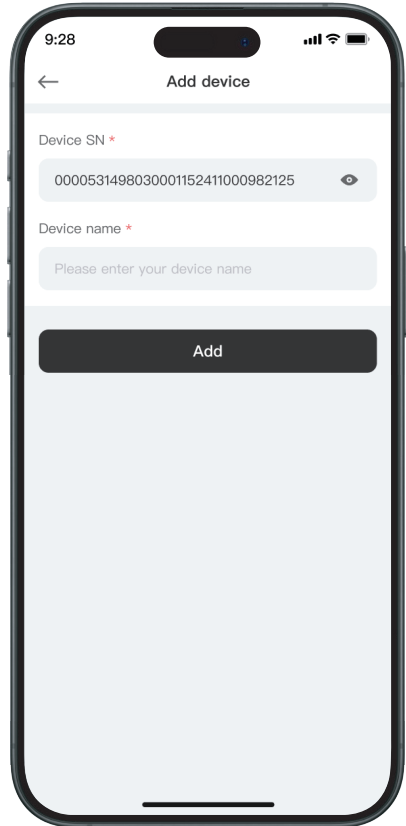 9:28
Add device
Device SN *
0000531498030001152411000982125
Device name *
Please enter your device name
Add